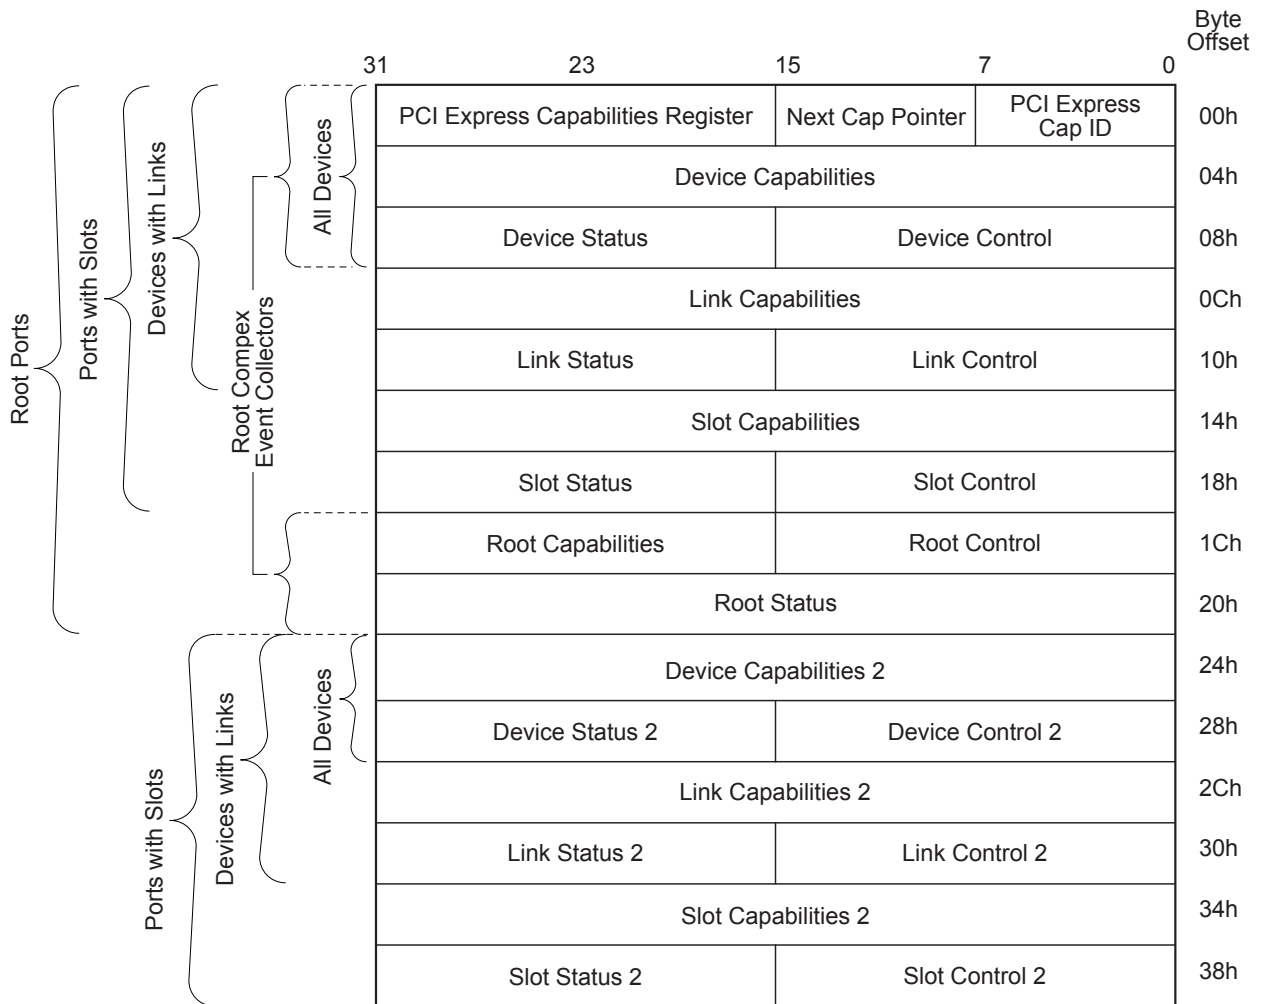 Byte
Offset
31 23 15 7 0
PCI Express Capabilities Register Next Cap Pointer PCI Express
Cap ID 00h
Device Capabilities 04h
Device Status Device Control 08h
Link Capabilities 0Ch
Link Status Link Control 10h
Slot Capabilities 14h
Slot Status Slot Control 18h
Root Capabilities Root Control 1Ch
Root Status 20h
Device Capabilities 2 24h
Device Status 2 Device Control 2 28h
Link Capabilities 2 2Ch
Link Status 2 Link Control 2 30h
Slot Capabilities 2 34h
Slot Status 2 Slot Control 2 38h
Root Ports
Ports with Slots
Devices with Links
Root Compex
Event Collectors
All Devices
Ports with Slots
Devices with Links
All Devices